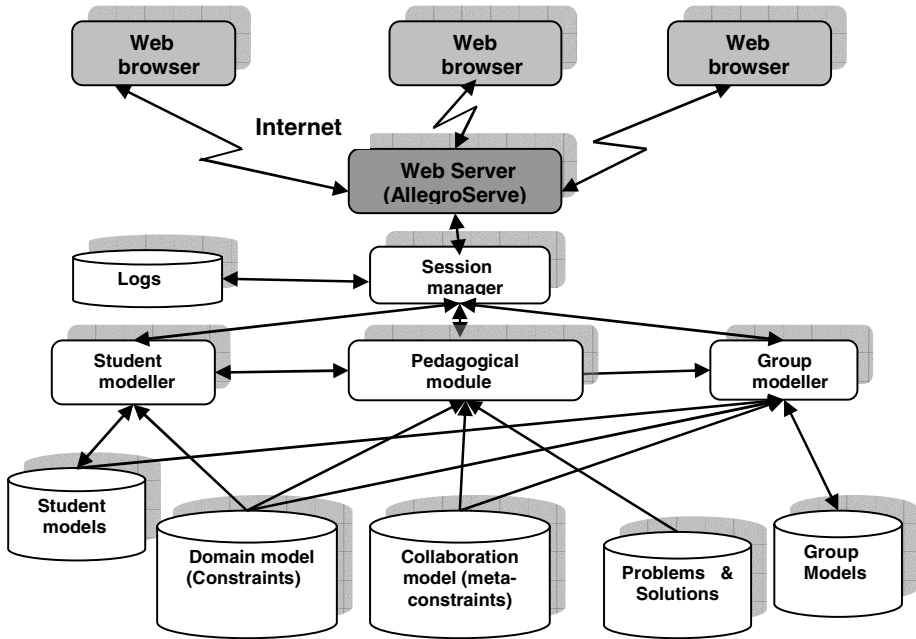 Web
browser
Web
browser
Web
browser
Internet
Web Server
(AllegroServe)
Session
manager
Logs
Student
modeller
Pedagogical
module
Group
modeller
Student
models
Domain model
(Constraints)
Collaboration
model (meta-
constraints)
Problems &
Solutions
Group
Models